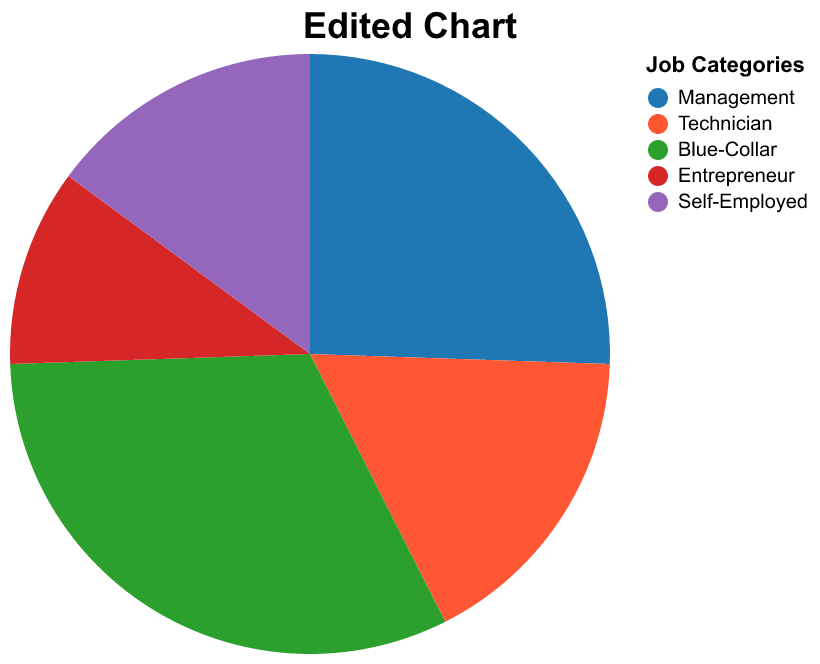 Edited Chart
Job Categories
Management
Technician
Blue-Collar
Entrepreneur
Self-Employed